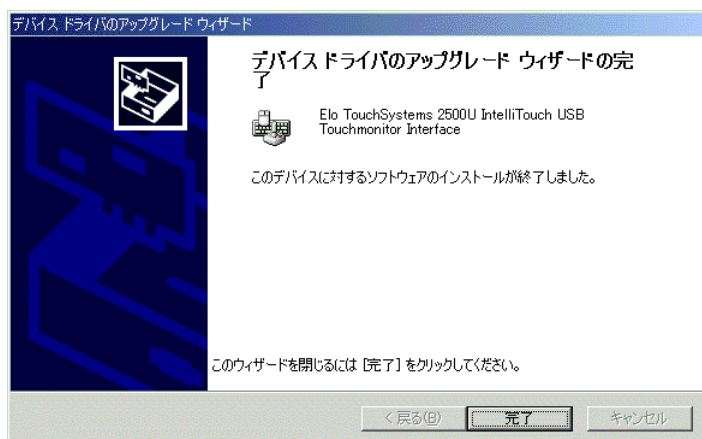 デバイス ドライバのアップグレード ウィザード
デバイス ドライバのアップグレード ウィザードの完
了
Elo TouchSystems 2500U IntelliTouch USB
Touchmonitor Interface
このデバイスに対するソフトウェアのインストールが終了しました。
このウィザードを閉じるには [完了] をクリックしてください。
< 戻る(B)
完了
キャンセル